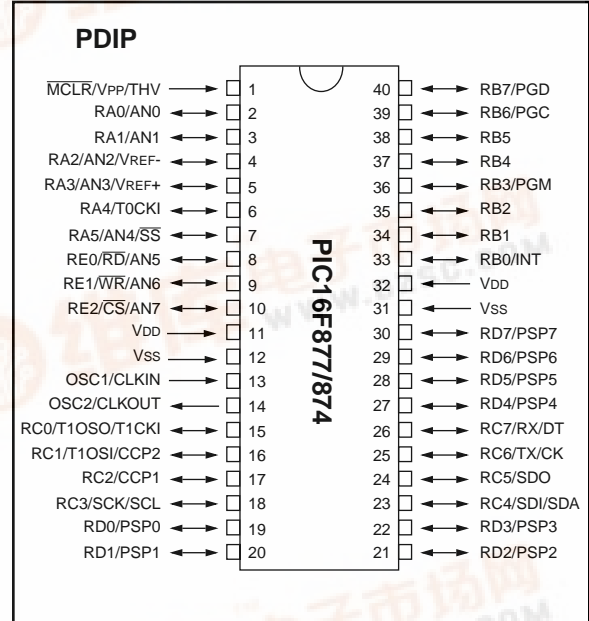 PDIP
MCLR/VPP/THV 1 40 RB7/PGD
RA0/AN0 2 39 RB6/PGC
RA1/AN1 3 38 RB5
RA2/AN2/VREF- 4 37 RB4
RA3/AN3/VREF+ 5 36 RB3/PGM
RA4/T0CKI 6 35 RB2
RA5/AN4/SS 7 34 RB1
RE0/RD/AN5 8 33 RB0/INT
RE1/WR/AN6 9 32 VDD
RE2/CS/AN7 10 31 VSS
VDD 11 30 RD7/PSP7
VSS 12 29 RD6/PSP6
OSC1/CLKIN 13 28 RD5/PSP5
OSC2/CLKOUT 14 27 RD4/PSP4
RC0/T1OSO/T1CKI 15 26 RC7/RX/DT
RC1/T1OSI/CCP2 16 25 RC6/TX/CK
RC2/CCP1 17 24 RC5/SDO
RC3/SCK/SCL 18 23 RC4/SDI/SDA
RD0/PSP0 19 22 RD3/PSP3
RD1/PSP1 20 21 RD2/PSP2
PIC16F877/874